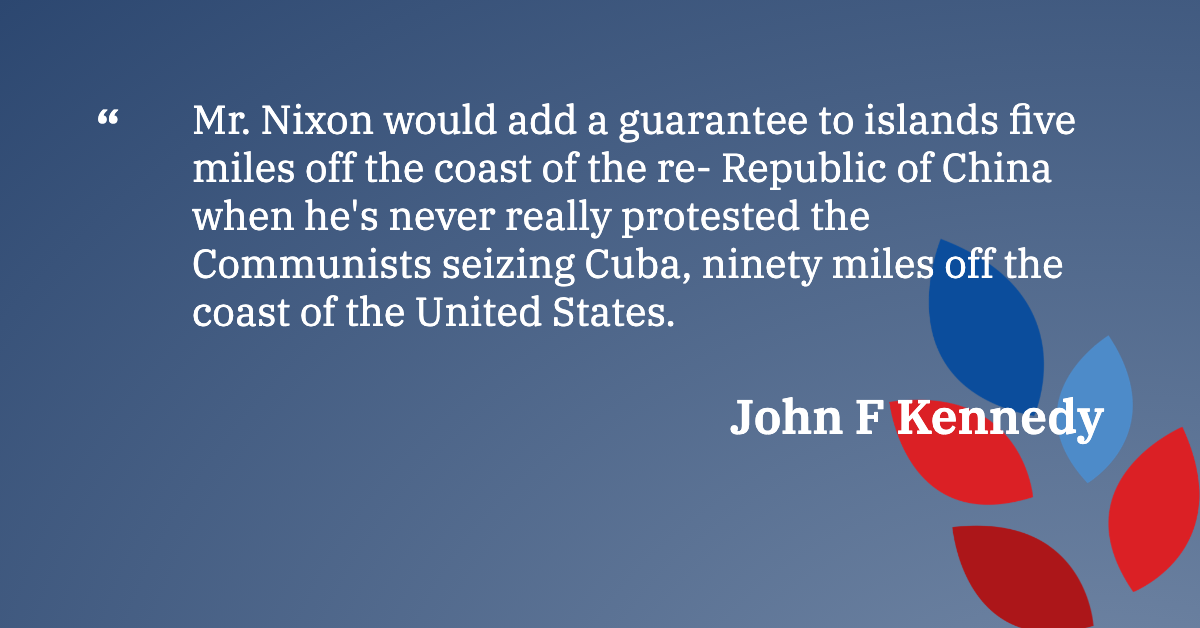 “ Mr. Nixon would add a guarantee to islands five
miles off the coast of the re- Republic of China
when he's never really protested the
Communists seizing Cuba, ninety miles off the
coast of the United States.
John F Kennedy